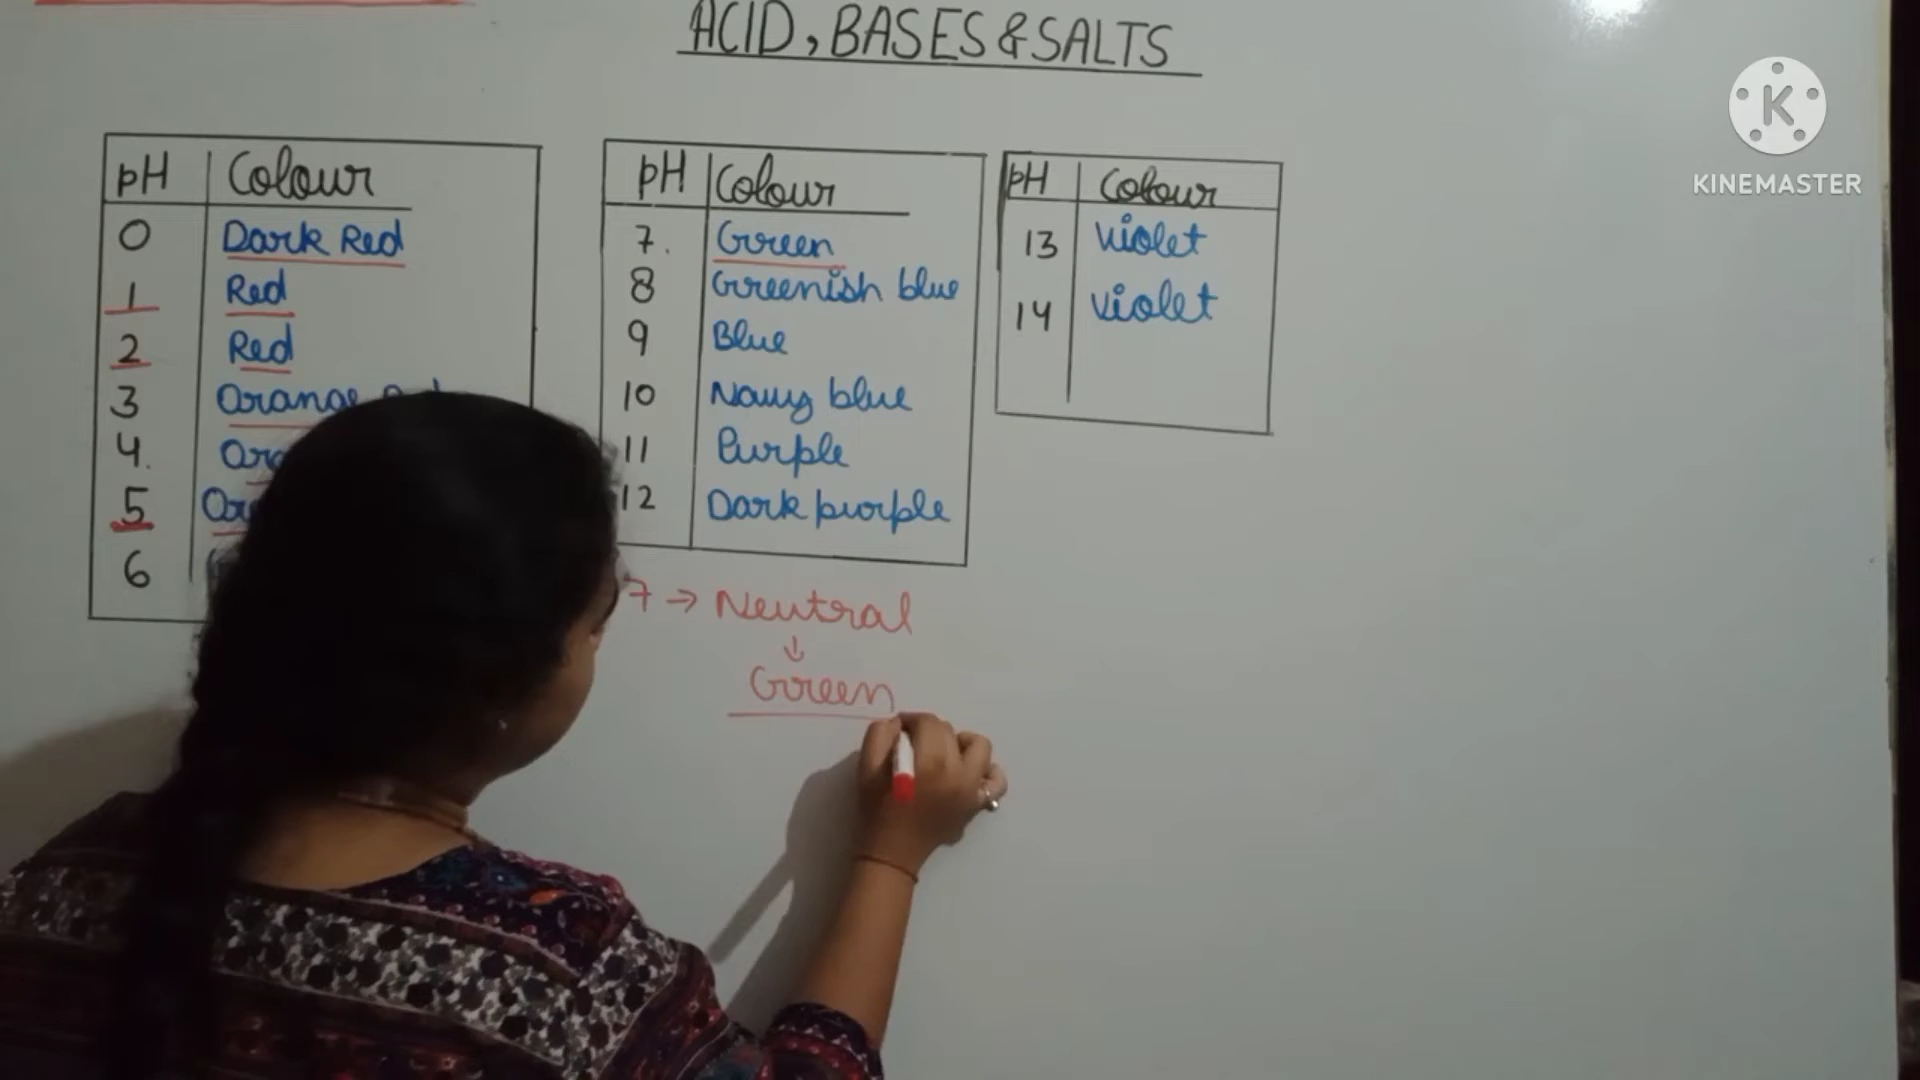 ACID, BASES & SALTS
KINEMASTER
pH Colour
0 Dark Red
1 Red
2 Red
3
4.
5
6
pH Colour
7. Green
8 Greenish blue
9 Blue
10 Navy blue
11 Purple
12 Dark purple
pH Colour
13 Violet
14 Violet
7 → Neutral
↓
Green